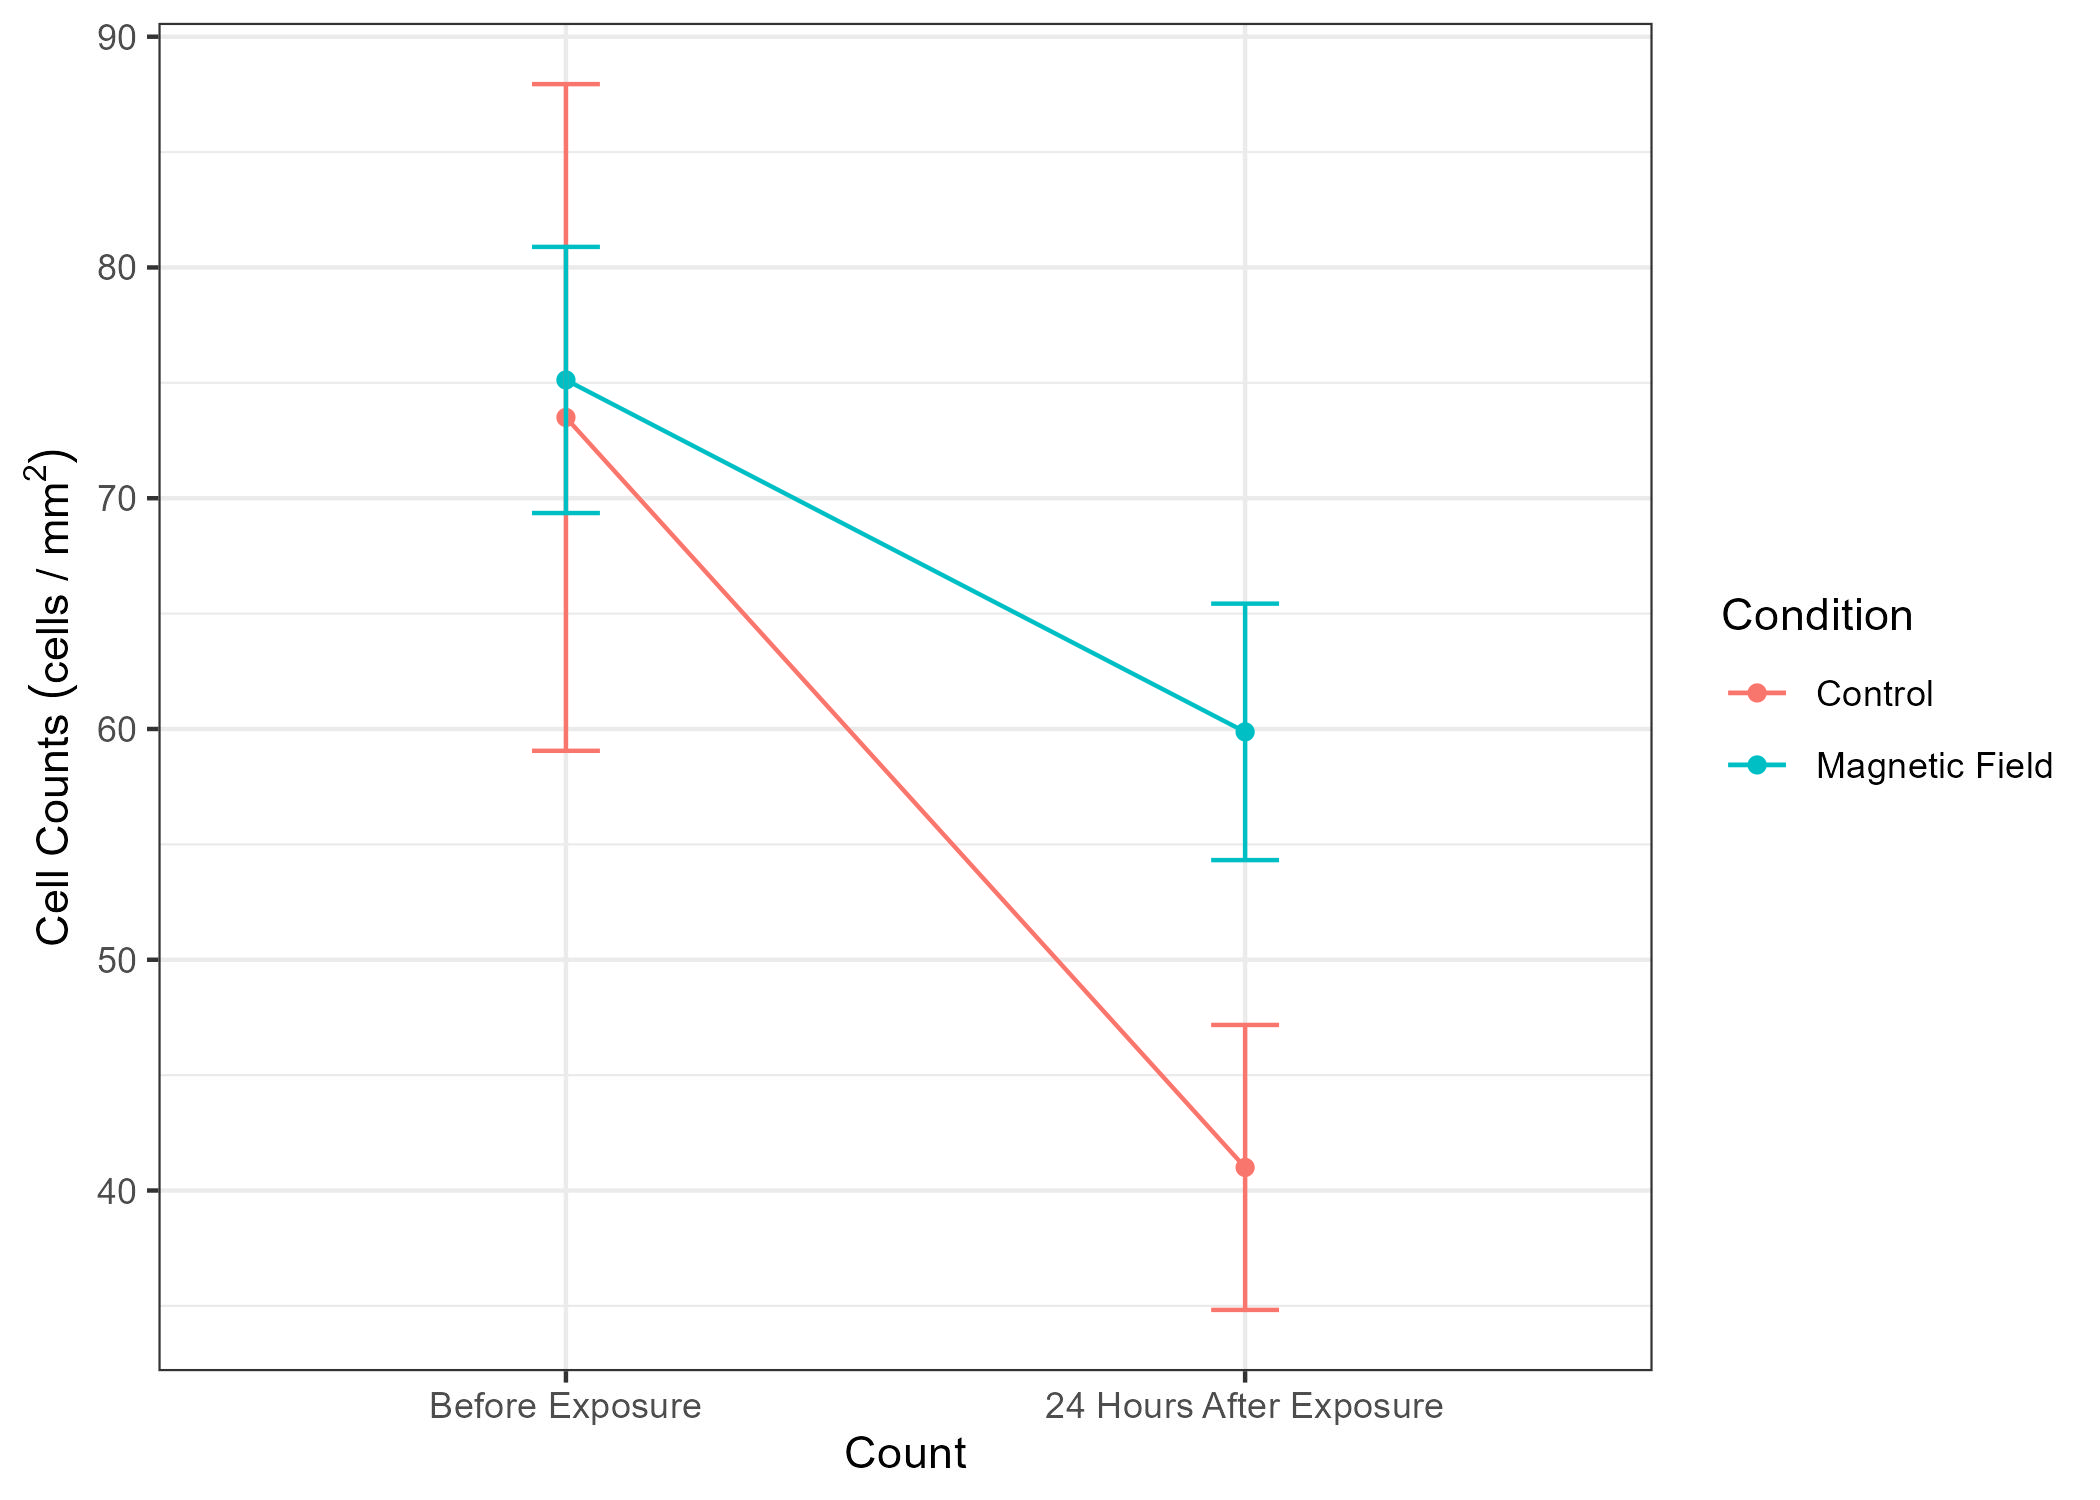 90
80
70
60
50
40
Cell Counts (cells / mm²)
Before Exposure
24 Hours After Exposure
Count
Condition
Control
Magnetic Field